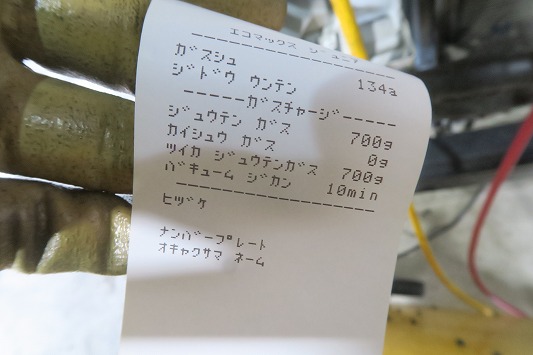 エコマックス ジュニア
ガスシュ 134a
ジドウ ウンテン
-----ガスチャージ-----
ジュウテン ガス 700g
カイシュウ ガス 0g
ツイカ ジュウテンガス 700g
バキューム ジカン 10min
ヒヅケ
ナンバープレート
オキャクサマ ネーム